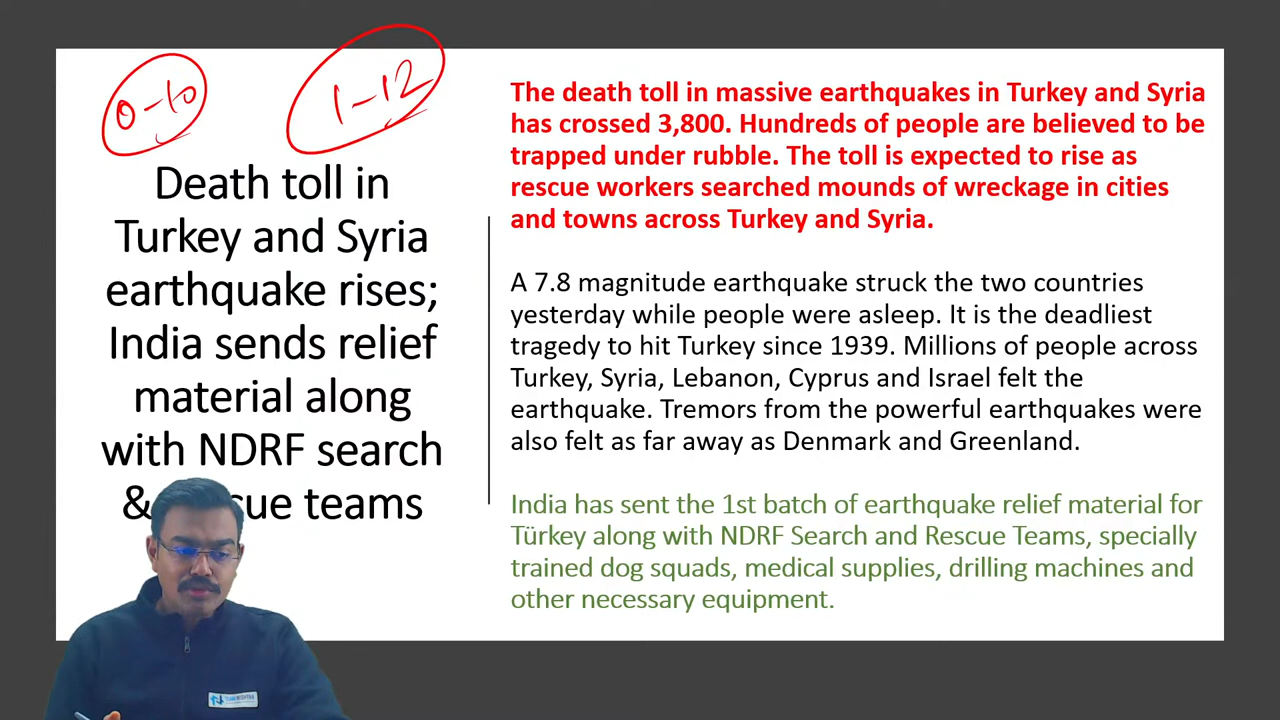 0-10
1-12
Death toll in
Turkey and Syria
earthquake rises;
India sends relief
material along
with NDRF search
& teams
The death toll in massive earthquakes in Turkey and Syria
has crossed 3,800. Hundreds of people are believed to be
trapped under rubble. The toll is expected to rise as
rescue workers searched mounds of wreckage in cities
and towns across Turkey and Syria.
A 7.8 magnitude earthquake struck the two countries
yesterday while people were asleep. It is the deadliest
tragedy to hit Turkey since 1939. Millions of people across
Turkey, Syria, Lebanon, Cyprus and Israel felt the
earthquake. Tremors from the powerful earthquakes were
also felt as far away as Denmark and Greenland.
India has sent the 1st batch of earthquake relief material for
Türkey along with NDRF Search and Rescue Teams, specially
trained dog squads, medical supplies, drilling machines and
other necessary equipment.